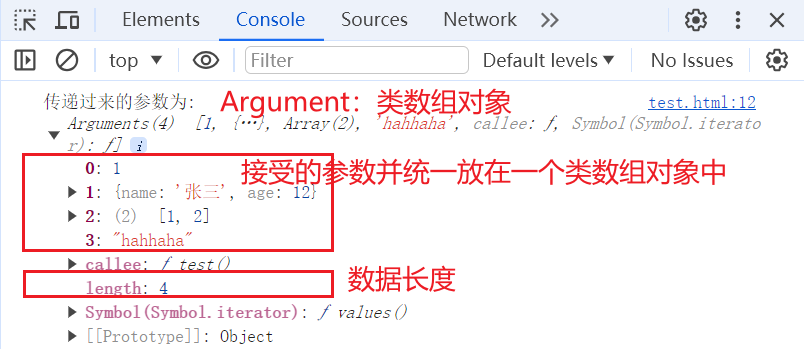 Elements Console Sources Network
top Filter Default levels No Issues
传递过来的参数为: Argument：类数组对象 test.html:12
Arguments(4) [1, {…}, Array(2), 'hahhaha', callee: ƒ, Symbol(Symbol.iterato
r): ƒ] i
0: 1
接受的参数并统一放在一个类数组对象中
1: {name: '张三', age: 12}
2: (2) [1, 2]
3: "hahhaha"
callee: ƒ test()
数据长度
length: 4
Symbol(Symbol.iterator): ƒ values()
[[Prototype]]: Object